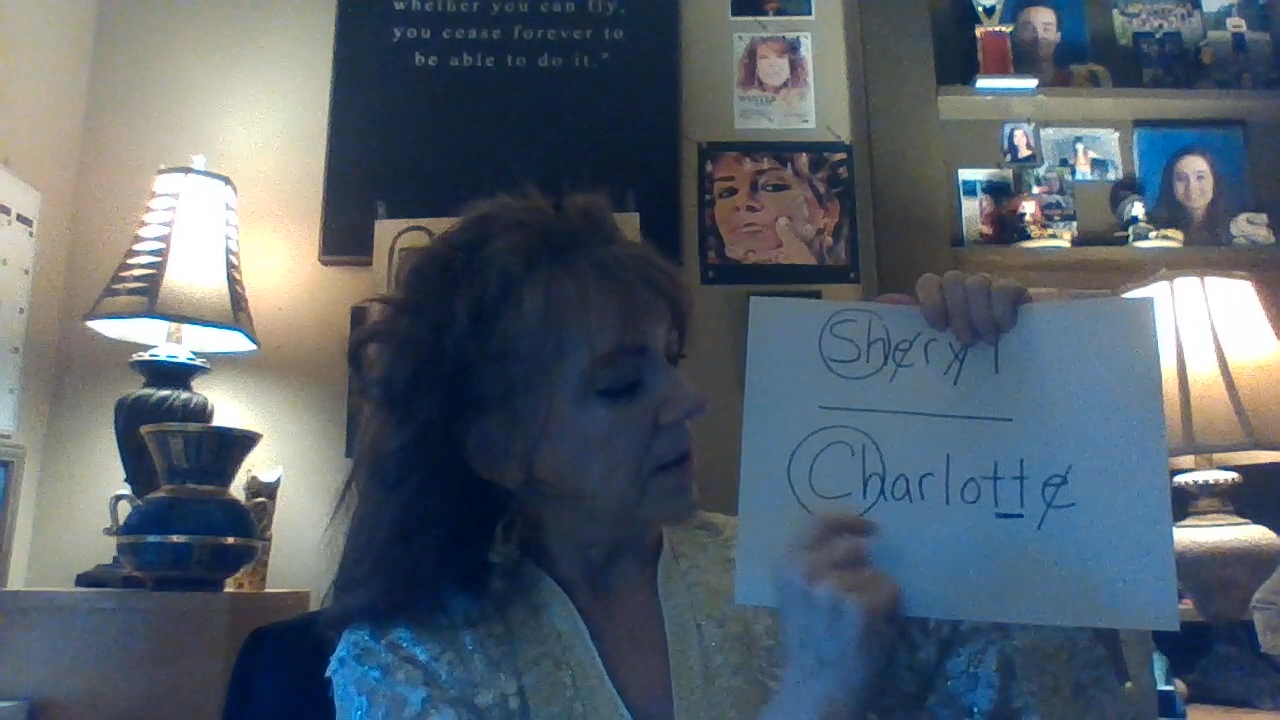 whether you can fly,
you cease forever to
be able to do it."
Sheryl
Charlotte
S